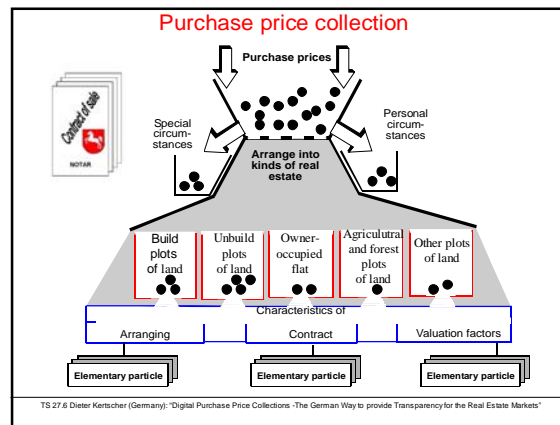 Purchase price collection
Purchase prices
Contract of sale
NOTAR
Special
circum-
stances
Personal
circum-
stances
Arrange into
kinds of real
estate
Build
plots
of land
Unbuild
plots
of land
Owner-
occupied
flat
Agriculutral
and forest
plots
of land
Other plots
of land
Characteristics of
Arranging
Contract
Valuation factors
Elementary particle
Elementary particle
Elementary particle
TS 27.6 Dieter Kertscher (Germany): "Digital Purchase Price Collections -The German Way to provide Transparency for the Real Estate Markets"